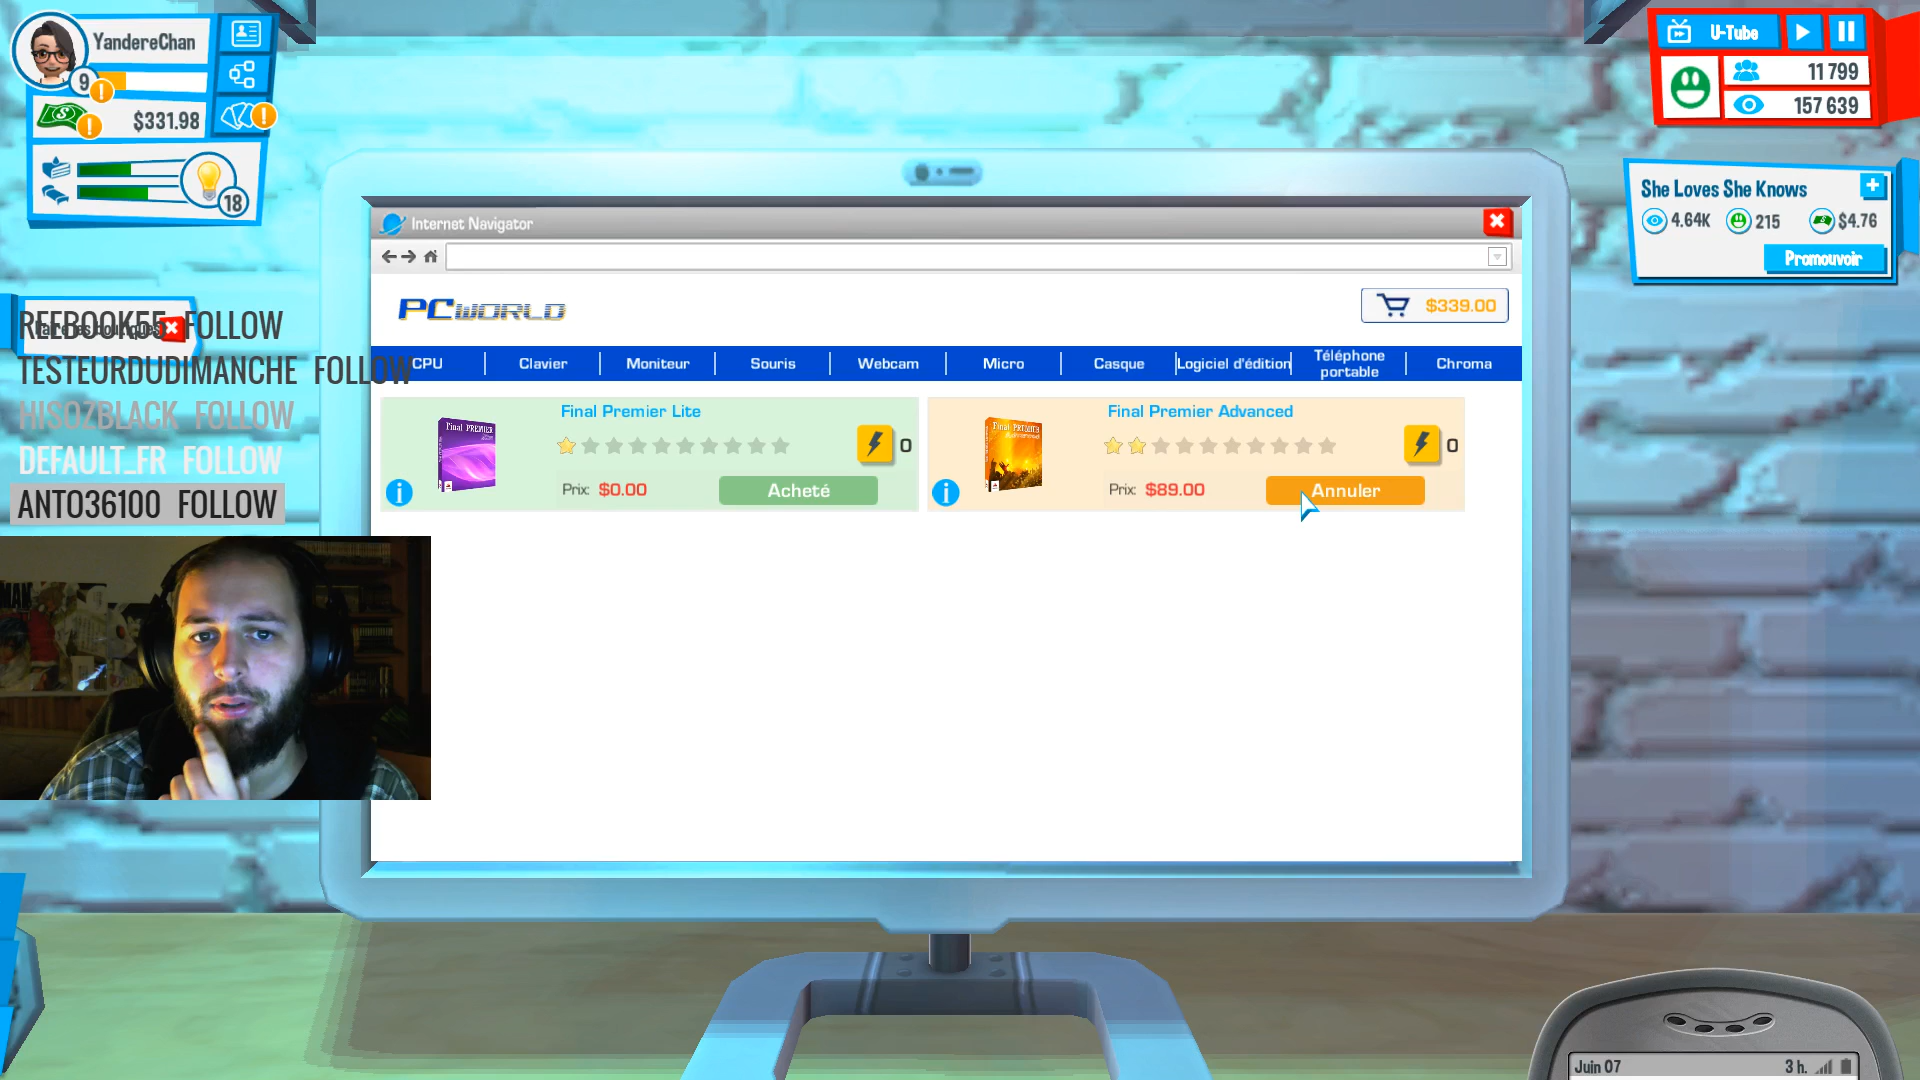 YandereChan
9
$331.98
18
U-Tube
11 799
157 639
She Loves She Knows
4.64K
215
$4.76
Promouvoir
Internet Navigator
PCWORLD
$339.00
CPU
Clavier
Moniteur
Souris
Webcam
Micro
Casque
Logiciel d'édition
Téléphone
portable
Chroma
Final Premier Lite
0
Prix: $0.00
Acheté
Final Premier Advanced
0
Prix: $89.00
Annuler
REEBOOK55 FOLLOW
TESTEURDUDIMANCHE FOLLOW
HISOZBLACK FOLLOW
DEFAULT_FR FOLLOW
ANTO36100 FOLLOW
Juin 07
3 h.